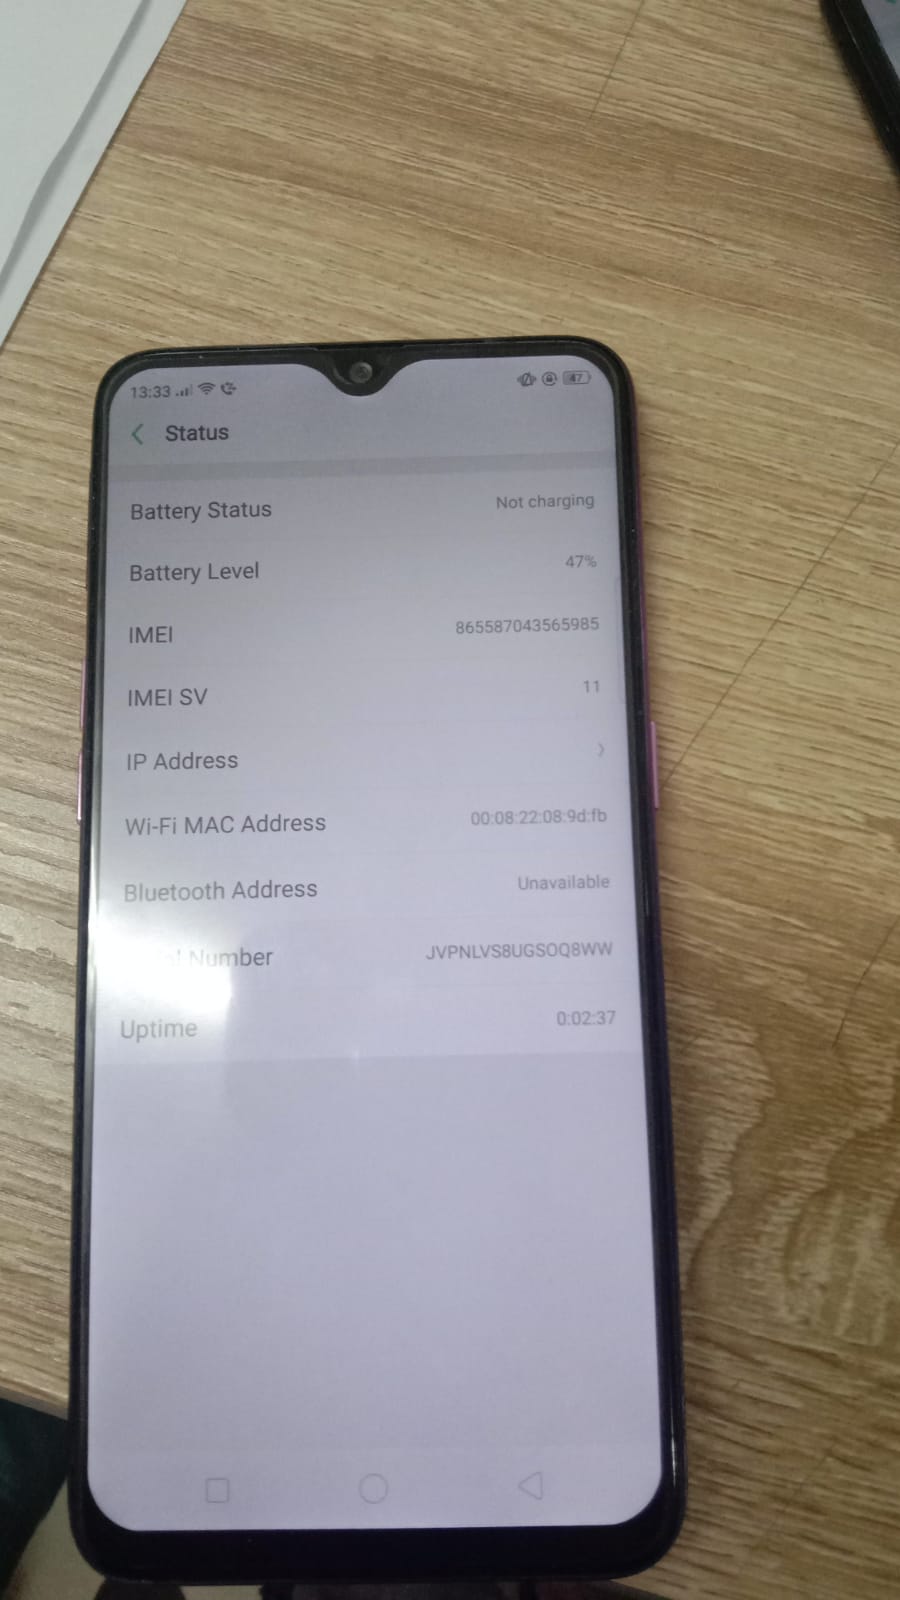 13:33 47
Status
Battery Status Not charging
Battery Level 47%
IMEI 865587043565985
IMEI SV 11
IP Address
Wi-Fi MAC Address 00:08:22:08:9d:fb
Bluetooth Address Unavailable
Number JVPNLVS8UGSOQ8WW
Uptime 0:02:37